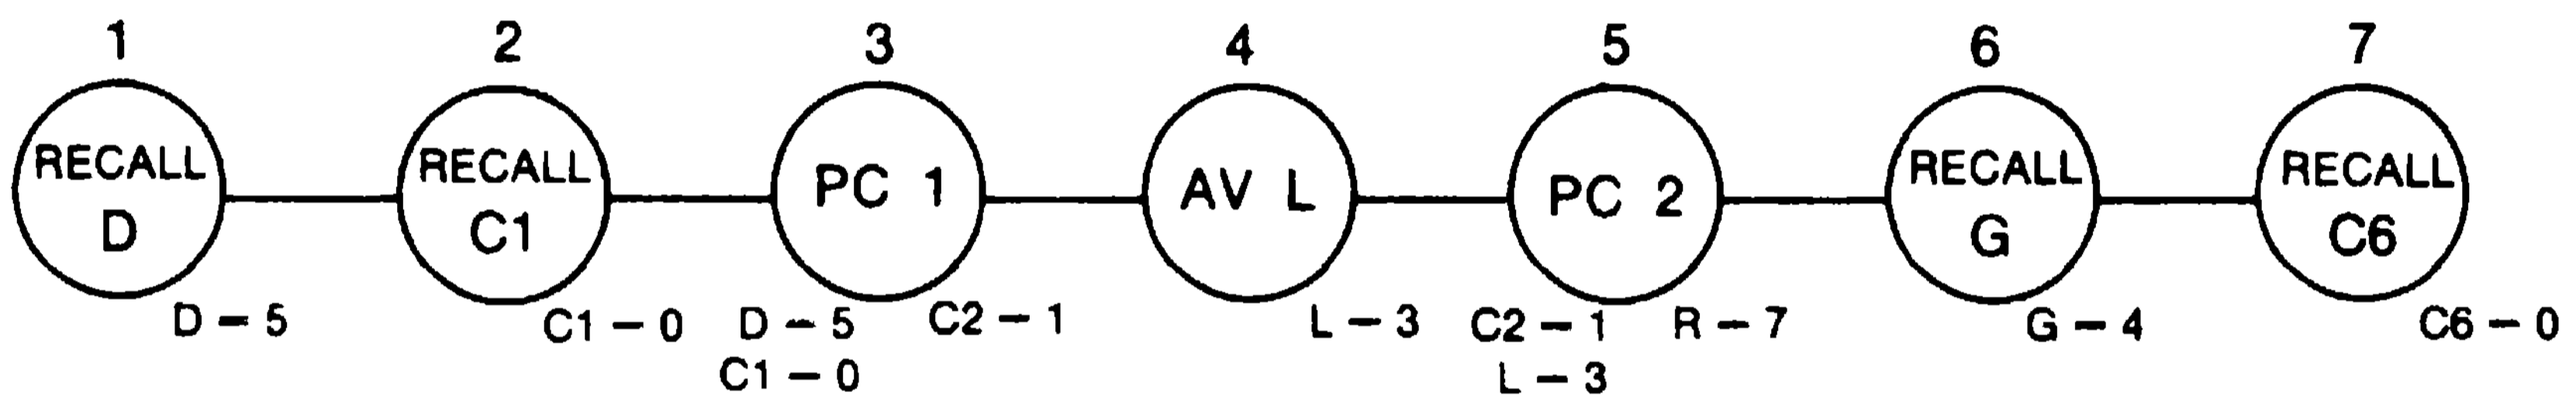 1 2 3 4 5 6 7
RECALL RECALL PC 1 AV L PC 2 RECALL RECALL
D C1 G C6
D – 5 C1 – 0 D – 5 C2 – 1 L – 3 C2 – 1 R – 7 G – 4 C6 – 0
C1 – 0 L – 3